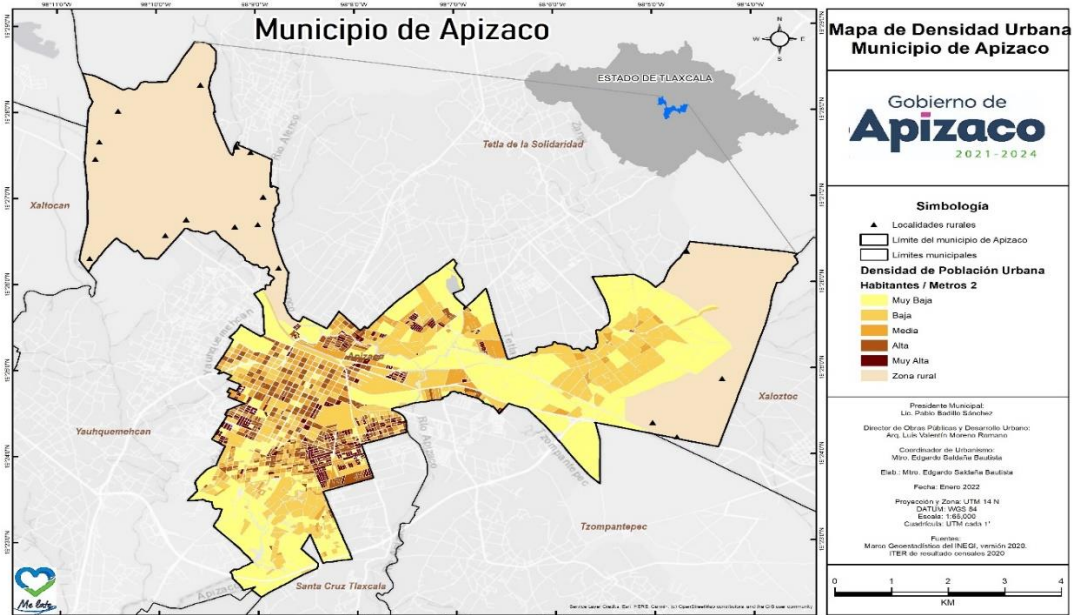 Municipio de Apizaco
Mapa de Densidad Urbana
Municipio de Apizaco
Gobierno de
Apizaco
2021-2024
Simbología
Localidades rurales
Límite del municipio de Apizaco
Límites municipales
Densidad de Población Urbana
Habitantes / Metros 2
Muy Baja
Baja
Media
Alta
Muy Alta
Zona rural
Presidente Municipal:
Lic. Pablo Badillo Sánchez
Director de Obras Públicas y Desarrollo Urbano:
Arq. Luis Valentín Moreno Romano
Coordinador de Urbanismo:
Mtro. Edgardo Saldaña Bautista
Elab.: Mtro. Edgardo Saldaña Bautista
Fecha: Enero 2022
Proyección y Zona: UTM 14 N
DATUM: WGS 84
Escala: 1:65,000
Cuadrícula: UTM cada 1'
Fuentes:
Marco Geoestadístico del INEGI, versión 2020.
ITER de resultado censales 2020
0 1 2 3 4
KM
ESTADO DE TLAXCALA
N
W E
S
Tetla de la Solidaridad
Xaltocan
Yauhquemehcan
Apizaco
Tetla
Xaloztoc
Yauhquemehcan
Río Apizaco
Tzompantepec
Tzompantepec
Santa Cruz Tlaxcala
Apizaco